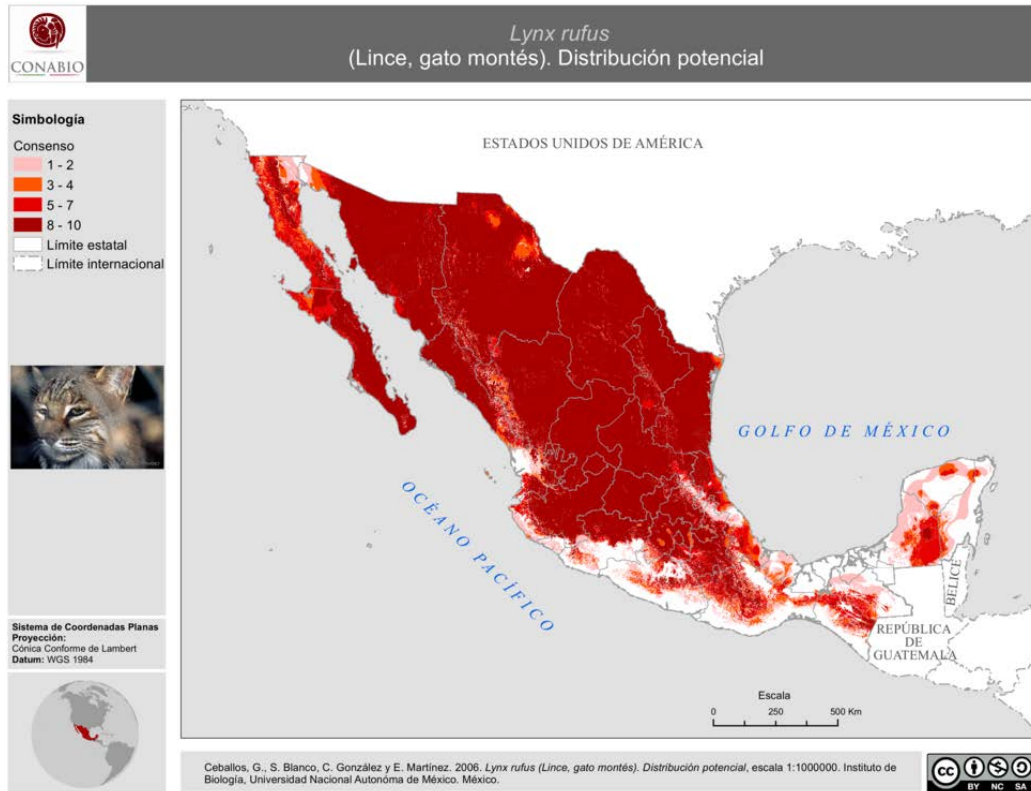 CONABIO
Lynx rufus
(Lince, gato montés). Distribución potencial
Simbología
Consenso
1 - 2
3 - 4
5 - 7
8 - 10
Límite estatal
Límite internacional
Sistema de Coordenadas Planas
Proyección:
Cónica Conforme de Lambert
Datum: WGS 1984
ESTADOS UNIDOS DE AMÉRICA
GOLFO DE MÉXICO
OCÉANO PACÍFICO
BELICE
REPÚBLICA
DE
GUATEMALA
Escala
0 250 500 Km
Ceballos, G., S. Blanco, C. González y E. Martínez. 2006. Lynx rufus (Lince, gato montés). Distribución potencial, escala 1:1000000. Instituto de
Biología, Universidad Nacional Autonóma de México. México.
cc
BY NC SA